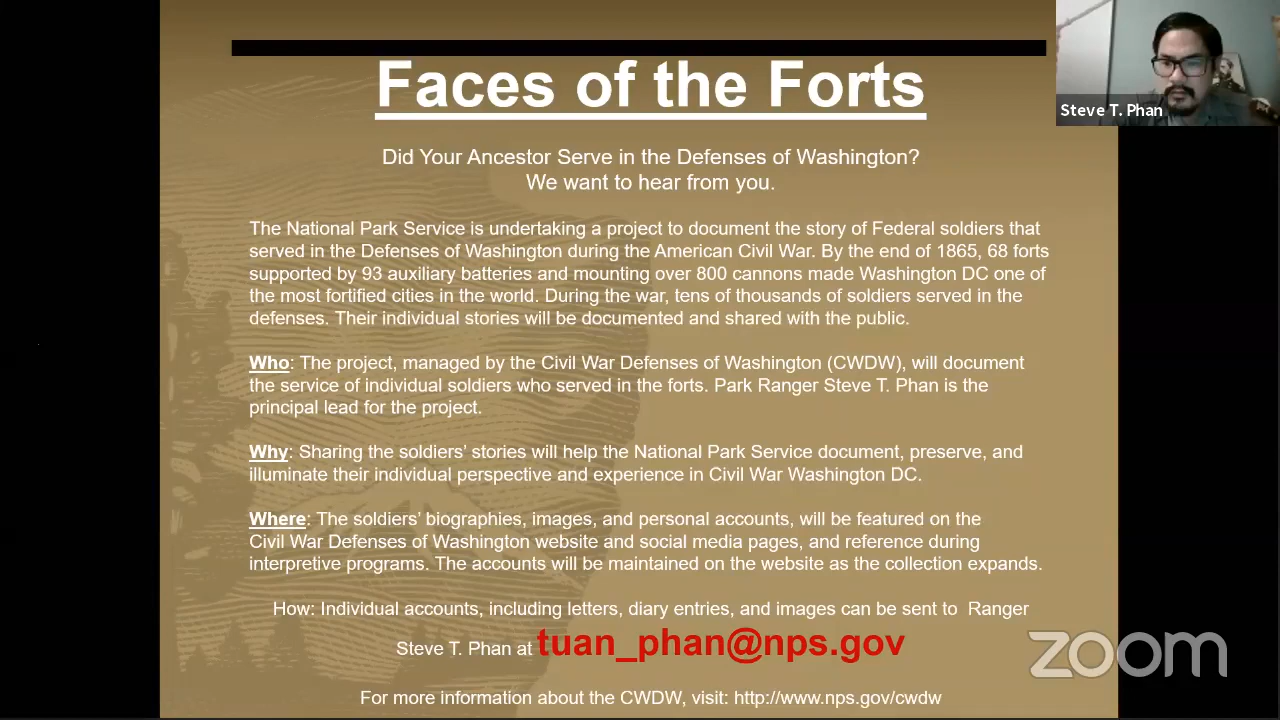 Faces of the Forts
Steve T. Phan
Did Your Ancestor Serve in the Defenses of Washington?
We want to hear from you.
The National Park Service is undertaking a project to document the story of Federal soldiers that
served in the Defenses of Washington during the American Civil War. By the end of 1865, 68 forts
supported by 93 auxiliary batteries and mounting over 800 cannons made Washington DC one of
the most fortified cities in the world. During the war, tens of thousands of soldiers served in the
defenses. Their individual stories will be documented and shared with the public.
Who: The project, managed by the Civil War Defenses of Washington (CWDW), will document
the service of individual soldiers who served in the forts. Park Ranger Steve T. Phan is the
principal lead for the project.
Why: Sharing the soldiers’ stories will help the National Park Service document, preserve, and
illuminate their individual perspective and experience in Civil War Washington DC.
Where: The soldiers’ biographies, images, and personal accounts, will be featured on the
Civil War Defenses of Washington website and social media pages, and reference during
interpretive programs. The accounts will be maintained on the website as the collection expands.
How: Individual accounts, including letters, diary entries, and images can be sent to Ranger
Steve T. Phan at tuan_phan@nps.gov
zoom
For more information about the CWDW, visit: http://www.nps.gov/cwdw